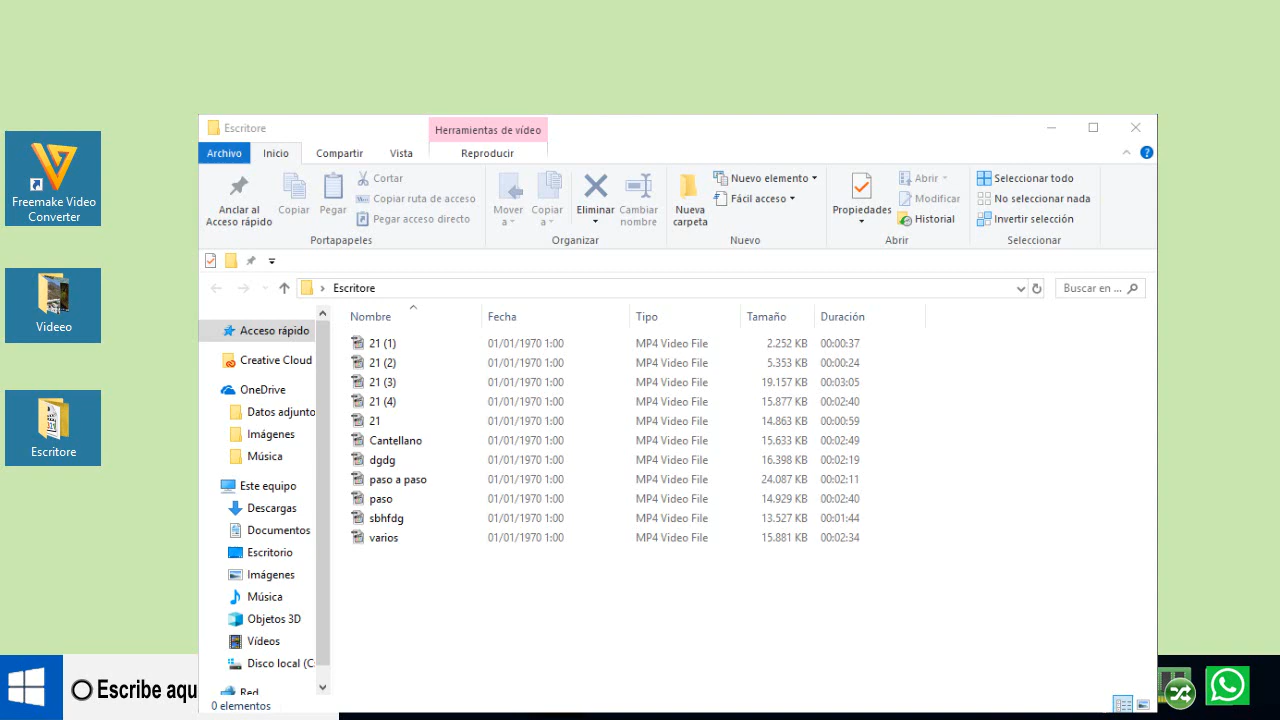 Freemake Video
Converter
Videeo
Escritore
Escritore
Herramientas de vídeo
Archivo
Inicio
Compartir
Vista
Reproducir
Anclar al
Acceso rápido
Copiar
Pegar
Cortar
Copiar ruta de acceso
Pegar acceso directo
Portapapeles
Mover
a
Copiar
a
Eliminar
Cambiar
nombre
Organizar
Nueva
carpeta
Nuevo elemento
Fácil acceso
Nuevo
Propiedades
Abrir
Modificar
Historial
Abrir
Seleccionar todo
No seleccionar nada
Invertir selección
Seleccionar
Escritore
Buscar en ...
Acceso rápido
Creative Cloud
OneDrive
Datos adjunto
Imágenes
Música
Este equipo
Descargas
Documentos
Escritorio
Imágenes
Música
Objetos 3D
Vídeos
Disco local (C
Red
Nombre Fecha Tipo Tamaño Duración
21 (1) 01/01/1970 1:00 MP4 Video File 2.252 KB 00:00:37
21 (2) 01/01/1970 1:00 MP4 Video File 5.353 KB 00:00:24
21 (3) 01/01/1970 1:00 MP4 Video File 19.157 KB 00:03:05
21 (4) 01/01/1970 1:00 MP4 Video File 15.877 KB 00:02:40
21 01/01/1970 1:00 MP4 Video File 14.863 KB 00:00:59
Cantellano 01/01/1970 1:00 MP4 Video File 15.633 KB 00:02:49
dgdg 01/01/1970 1:00 MP4 Video File 16.398 KB 00:02:19
paso a paso 01/01/1970 1:00 MP4 Video File 24.087 KB 00:02:11
paso 01/01/1970 1:00 MP4 Video File 14.929 KB 00:02:40
sbhfdg 01/01/1970 1:00 MP4 Video File 13.527 KB 00:01:44
varios 01/01/1970 1:00 MP4 Video File 15.881 KB 00:02:34
0 elementos
Escribe aqu